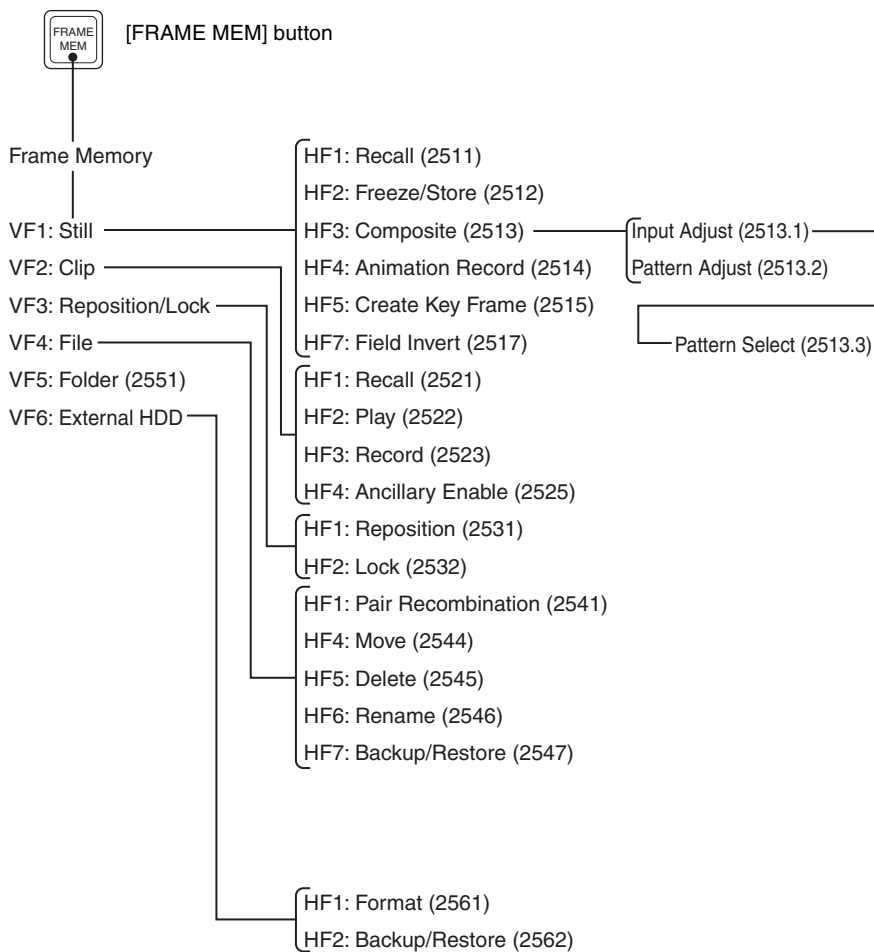 FRAME
MEM
[FRAME MEM] button
Frame Memory
VF1: Still
VF2: Clip
VF3: Reposition/Lock
VF4: File
VF5: Folder (2551)
VF6: External HDD
HF1: Recall (2511)
HF2: Freeze/Store (2512)
HF3: Composite (2513)
HF4: Animation Record (2514)
HF5: Create Key Frame (2515)
HF7: Field Invert (2517)
Input Adjust (2513.1)
Pattern Adjust (2513.2)
Pattern Select (2513.3)
HF1: Recall (2521)
HF2: Play (2522)
HF3: Record (2523)
HF4: Ancillary Enable (2525)
HF1: Reposition (2531)
HF2: Lock (2532)
HF1: Pair Recombination (2541)
HF4: Move (2544)
HF5: Delete (2545)
HF6: Rename (2546)
HF7: Backup/Restore (2547)
HF1: Format (2561)
HF2: Backup/Restore (2562)